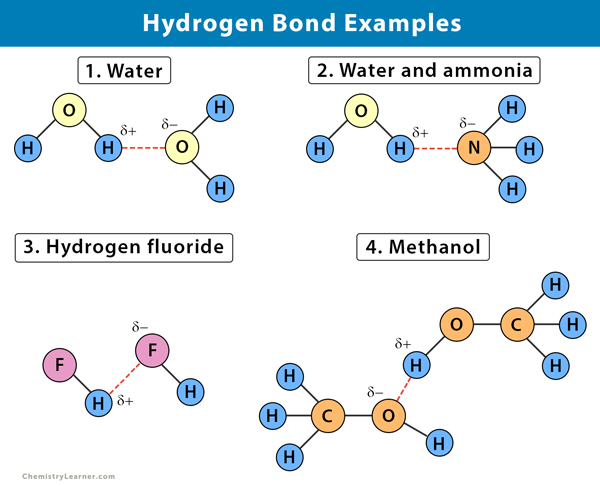 Hydrogen Bond Examples
1. Water
O
H
H
δ+
δ−
O
H
H
2. Water and ammonia
O
H
H
δ+
δ−
N
H
H
H
3. Hydrogen fluoride
F
H
δ+
δ−
F
H
4. Methanol
H
H
H
C
O
H
δ+
δ−
H
H
H
C
O
H
ChemistryLearner.com